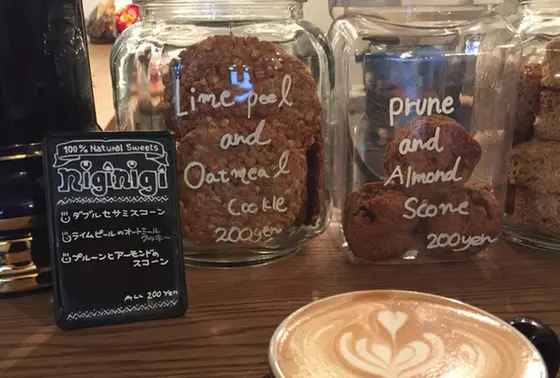 100% Natural Sweets
niginigi
ダブルセサミスコーン
ライムピールのオートミール
クッキー
プルーンとアーモンドの
スコーン
ALL 200 Yen
Lime peel
and
Oatmeal
Cookie
200yen
prune
and
Almond
Scone
200yen